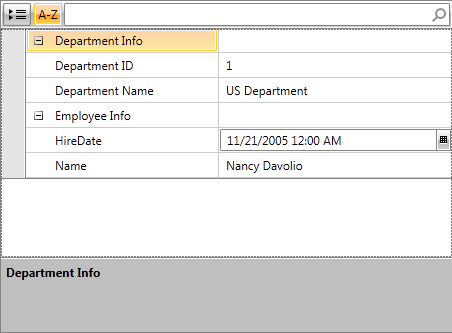 A-Z
Department Info
Department ID 1
Department Name US Department
Employee Info
HireDate 11/21/2005 12:00 AM
Name Nancy Davolio
Department Info